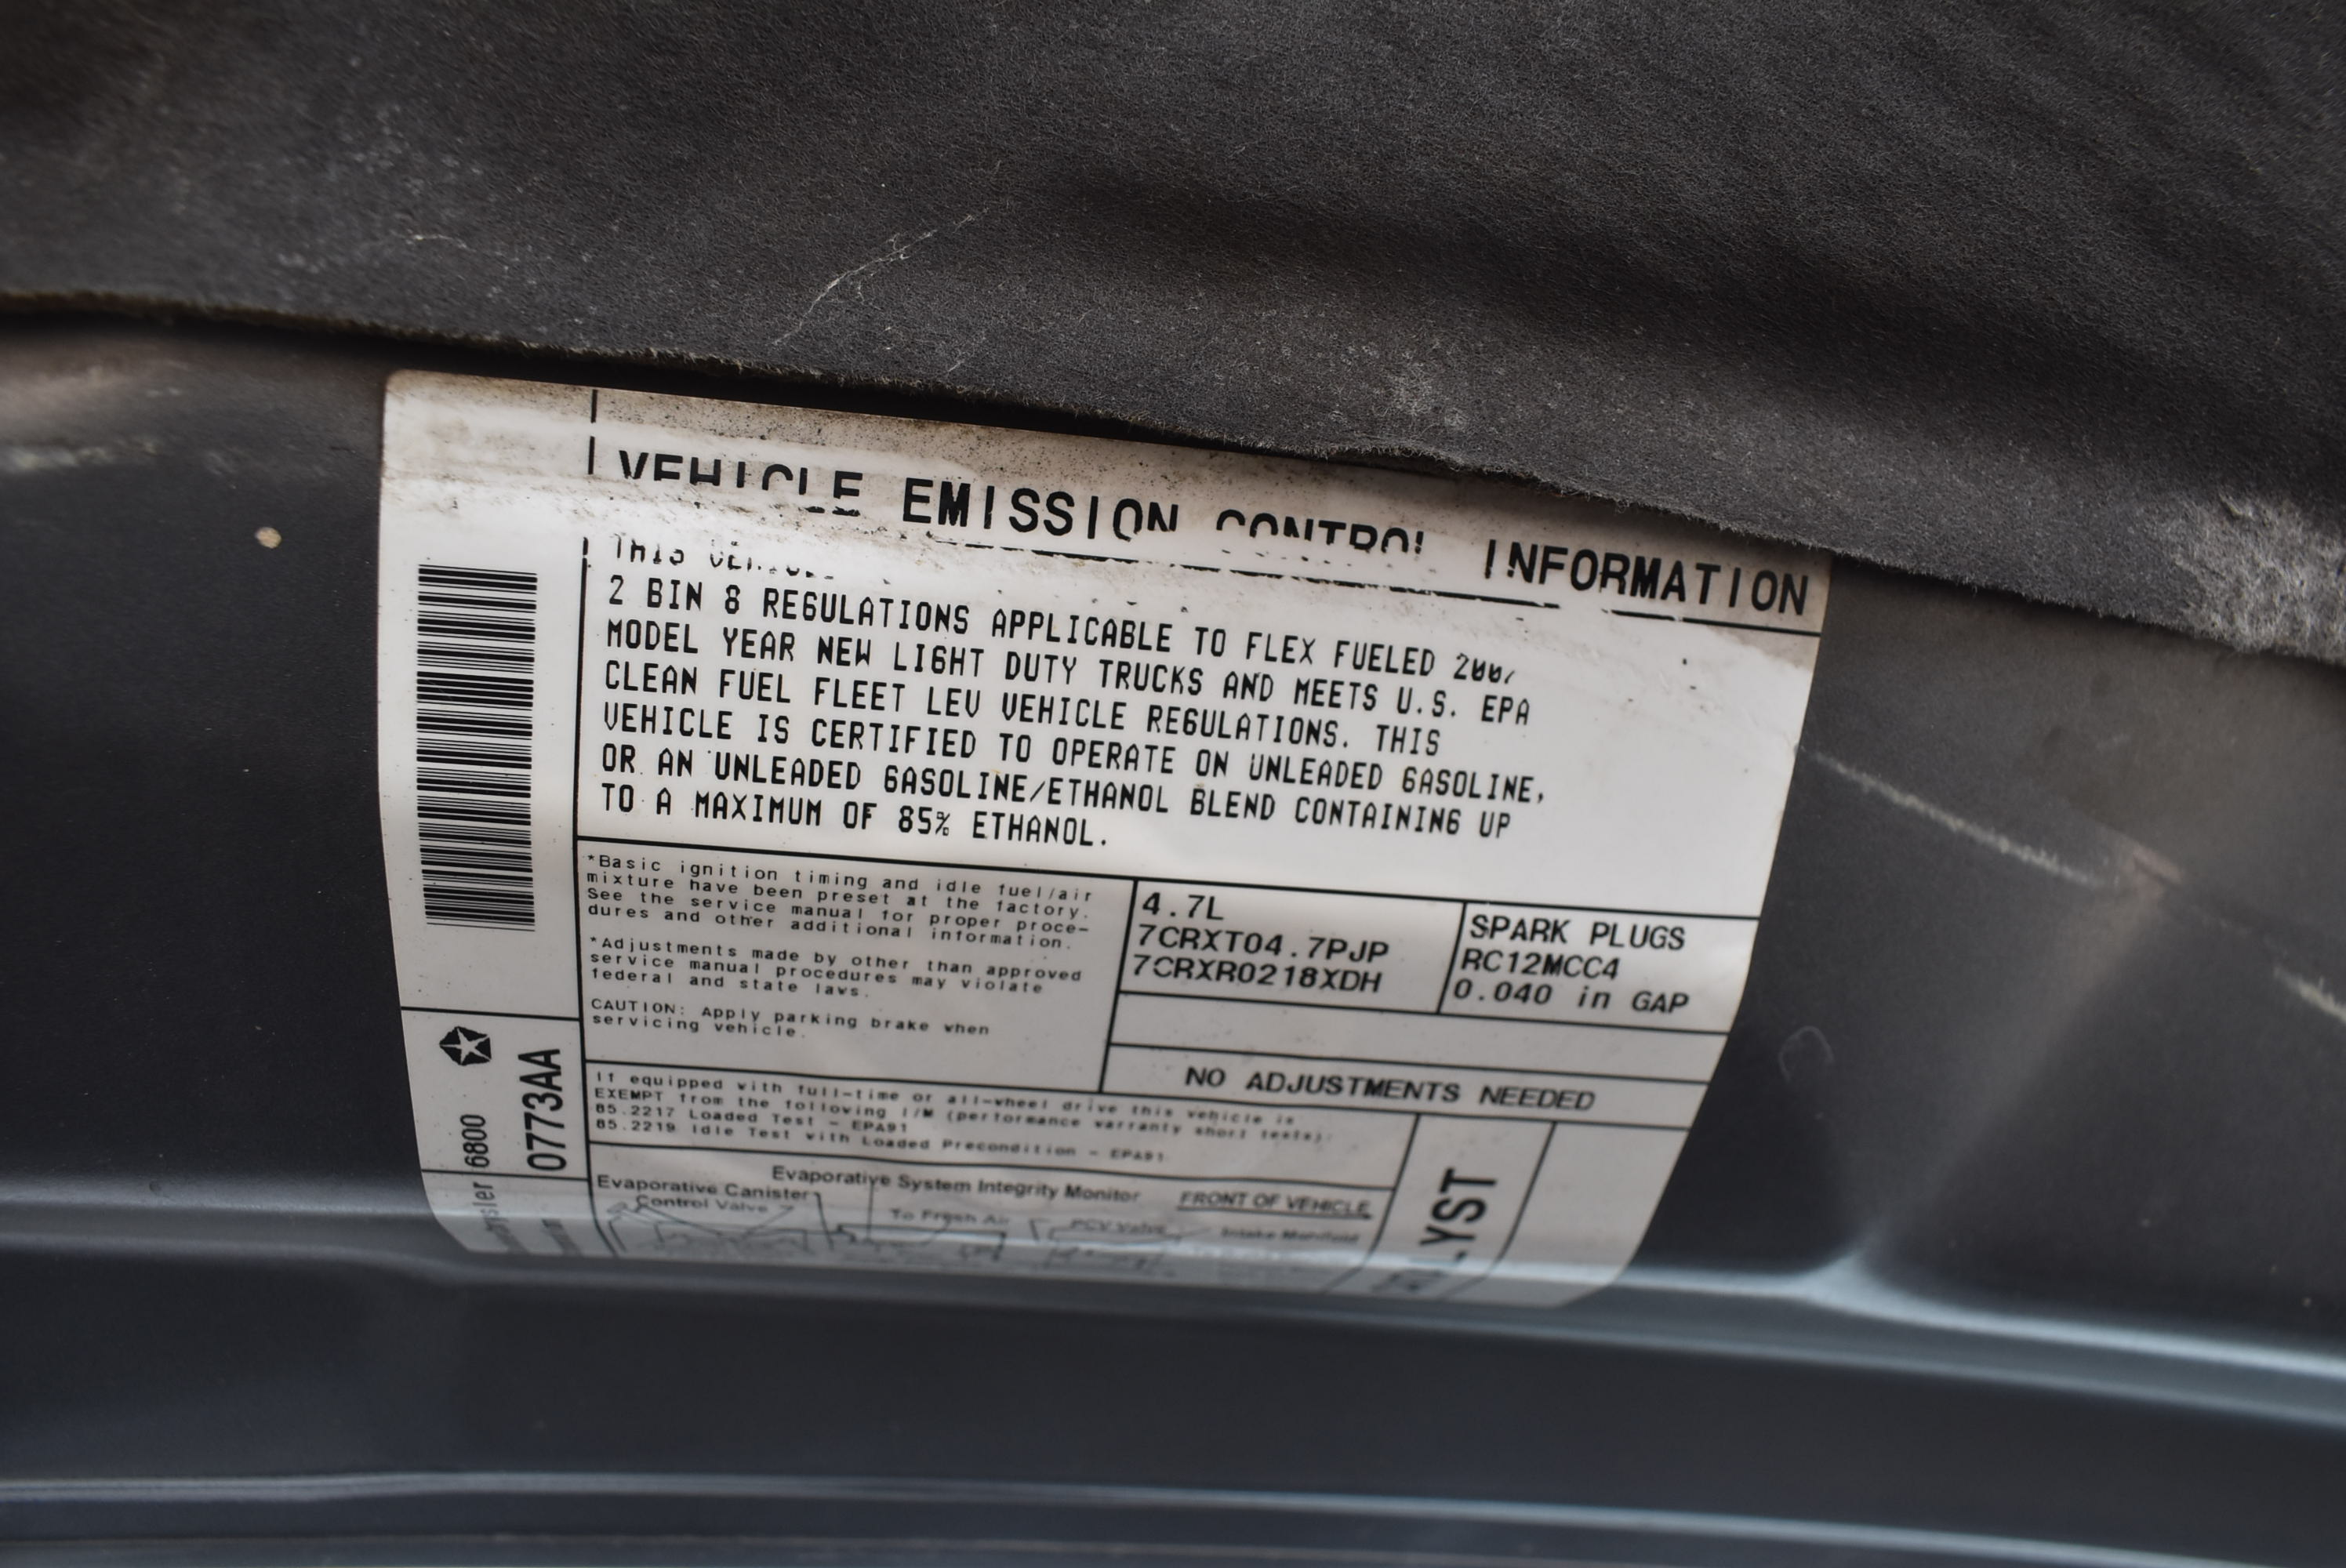 VEHICLE EMISSION CONTROL INFORMATION
THIS
2 BIN 8 REGULATIONS APPLICABLE TO FLEX FUELED 2007
MODEL YEAR NEW LIGHT DUTY TRUCKS AND MEETS U.S. EPA
CLEAN FUEL FLEET LEV VEHICLE REGULATIONS. THIS
VEHICLE IS CERTIFIED TO OPERATE ON UNLEADED GASOLINE,
OR AN UNLEADED GASOLINE/ETHANOL BLEND CONTAINING UP
TO A MAXIMUM OF 85% ETHANOL.
*Basic ignition timing and idle fuel/air
mixture have been preset at the factory.
See the service manual for proper proce-
dures and other additional information.
*Adjustments made by other than approved
service manual procedures may violate
federal and state laws.
CAUTION: Apply parking brake when
servicing vehicle.
4.7L
7CRXT04.7PJP
7CRXR0218XDH
SPARK PLUGS
RC12MCC4
0.040 in GAP
NO ADJUSTMENTS NEEDED
If equipped with full-time or all-wheel drive this vehicle is
EXEMPT from the following I/M (performance warranty short tests):
85.2217 Loaded Test - EPA91
85.2219 Idle Test with Loaded Precondition - EPA91
Evaporative System Integrity Monitor
Evaporative Canister
Control Valve
To Fresh Air
PCV Valve
FRONT OF VEHICLE
Intake Manifold
6800
0773AA